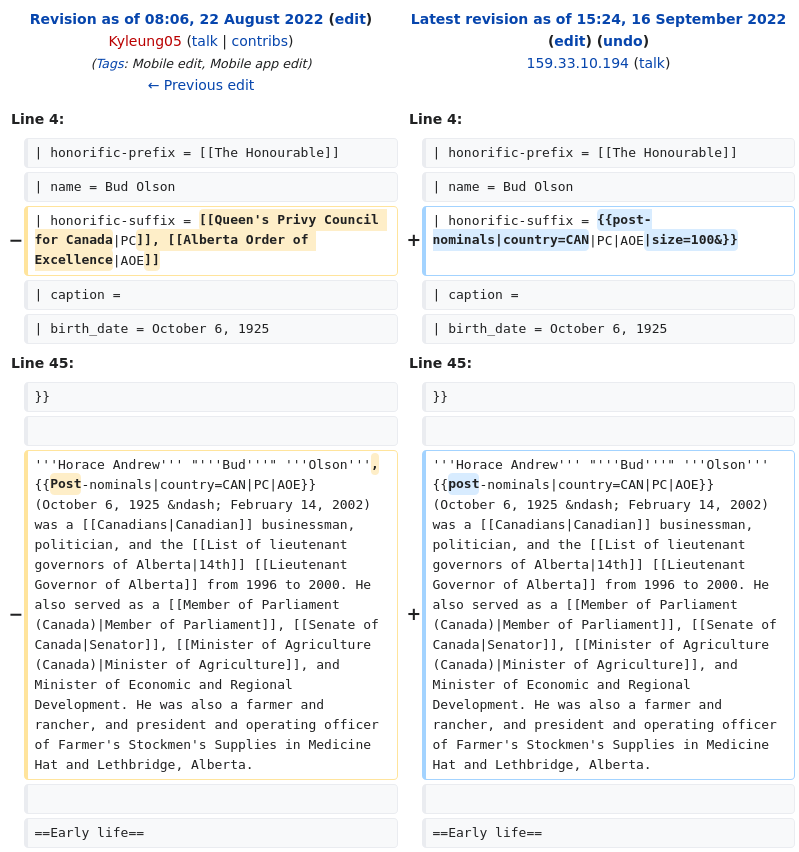 Revision as of 08:06, 22 August 2022 (edit)
Kyleung05 (talk | contribs)
(Tags: Mobile edit, Mobile app edit)
← Previous edit
Latest revision as of 15:24, 16 September 2022
(edit) (undo)
159.33.10.194 (talk)
Line 4:
Line 4:
| honorific-prefix = [[The Honourable]]
| honorific-prefix = [[The Honourable]]
| name = Bud Olson
| name = Bud Olson
− | honorific-suffix = [[Queen's Privy Council
for Canada|PC]], [[Alberta Order of
Excellence|AOE]]
+ | honorific-suffix = {{post-
nominals|country=CAN|PC|AOE|size=100&}}
| caption =
| caption =
| birth_date = October 6, 1925
| birth_date = October 6, 1925
Line 45:
Line 45:
}}
}}
− '''Horace Andrew''' "'''Bud'''" '''Olson''',
{{Post-nominals|country=CAN|PC|AOE}}
(October 6, 1925 &ndash; February 14, 2002)
was a [[Canadians|Canadian]] businessman,
politician, and the [[List of lieutenant
governors of Alberta|14th]] [[Lieutenant
Governor of Alberta]] from 1996 to 2000. He
also served as a [[Member of Parliament
(Canada)|Member of Parliament]], [[Senate of
Canada|Senator]], [[Minister of Agriculture
(Canada)|Minister of Agriculture]], and
Minister of Economic and Regional
Development. He was also a farmer and
rancher, and president and operating officer
of Farmer's Stockmen's Supplies in Medicine
Hat and Lethbridge, Alberta.
+ '''Horace Andrew''' "'''Bud'''" '''Olson'''
{{post-nominals|country=CAN|PC|AOE}}
(October 6, 1925 &ndash; February 14, 2002)
was a [[Canadians|Canadian]] businessman,
politician, and the [[List of lieutenant
governors of Alberta|14th]] [[Lieutenant
Governor of Alberta]] from 1996 to 2000. He
also served as a [[Member of Parliament
(Canada)|Member of Parliament]], [[Senate of
Canada|Senator]], [[Minister of Agriculture
(Canada)|Minister of Agriculture]], and
Minister of Economic and Regional
Development. He was also a farmer and
rancher, and president and operating officer
of Farmer's Stockmen's Supplies in Medicine
Hat and Lethbridge, Alberta.
==Early life==
==Early life==